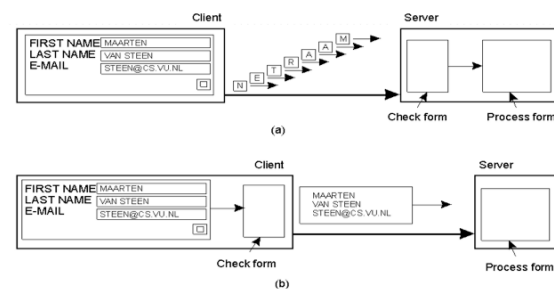 Client
Server
FIRST NAME MAARTEN
LAST NAME VAN STEEN
E-MAIL STEEN@CS.VU.NL
N E T R A A M
Check form
Process form
(a)
Client
Server
FIRST NAME MAARTEN
LAST NAME VAN STEEN
E-MAIL STEEN@CS.VU.NL
MAARTEN
VAN STEEN
STEEN@CS.VU.NL
Check form
Process form
(b)